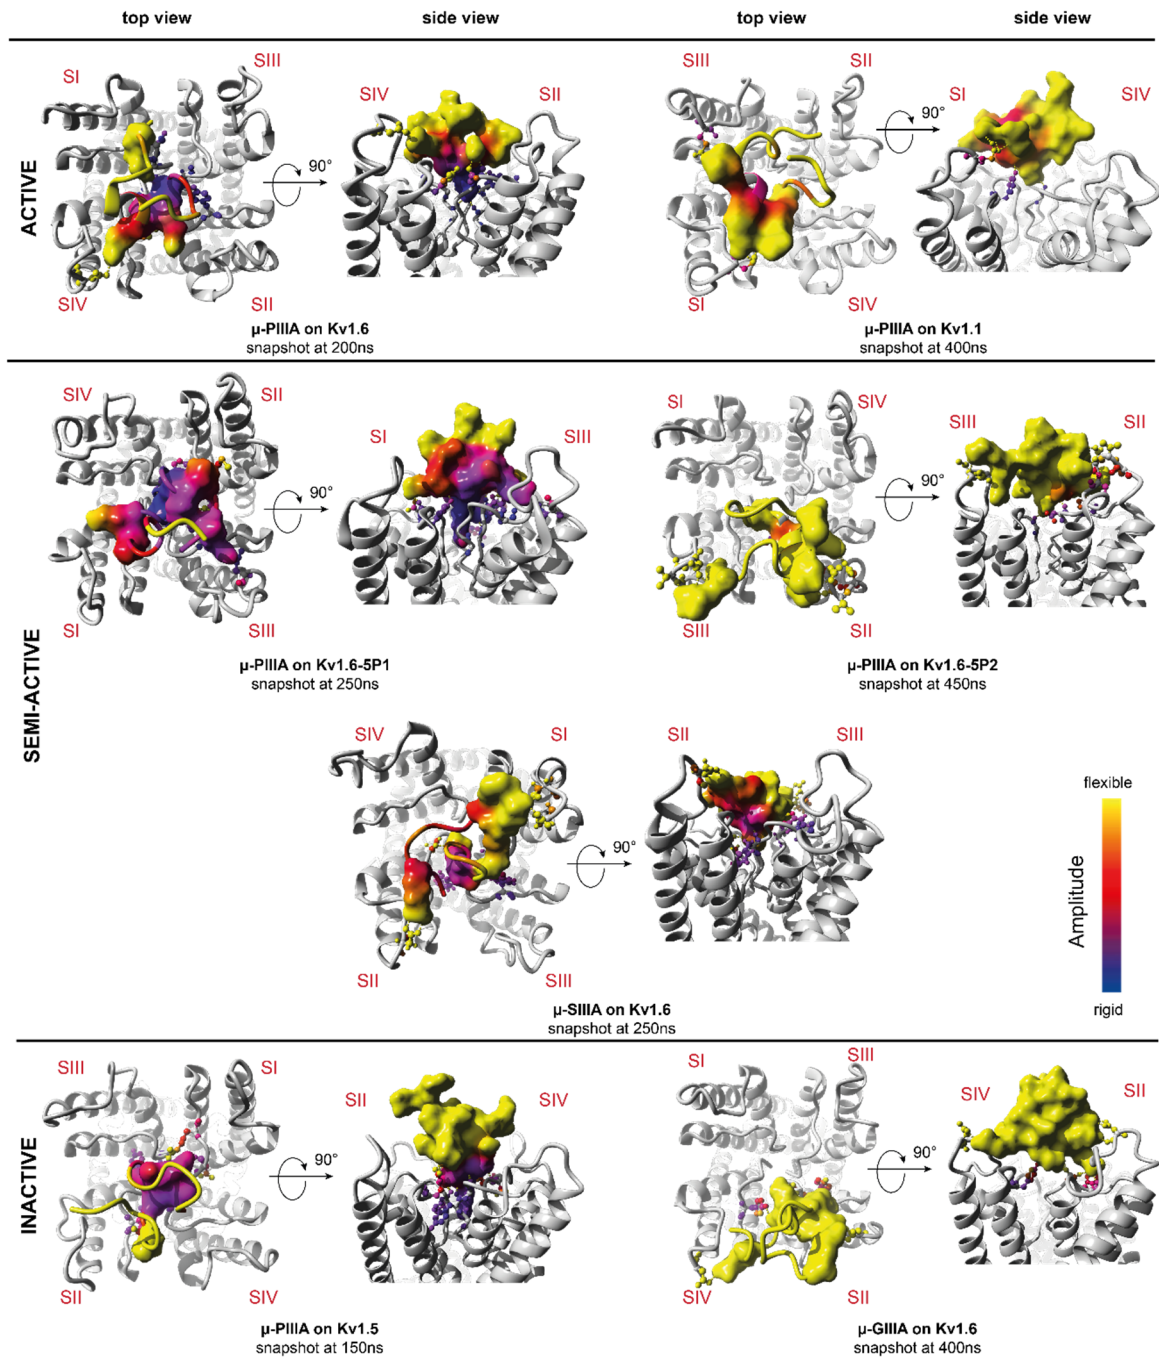 top view
side view
top view
side view
ACTIVE
SI
SIII
SIV
SII
90°
SIV
SII
μ-PIIIA on Kv1.6
snapshot at 200ns
SIII
SII
SI
SIV
90°
SI
SIV
μ-PIIIA on Kv1.1
snapshot at 400ns
SEMI-ACTIVE
SIV
SII
SI
SIII
90°
SI
SIII
μ-PIIIA on Kv1.6-5P1
snapshot at 250ns
SI
SIV
SIII
SII
90°
SIII
SII
μ-PIIIA on Kv1.6-5P2
snapshot at 450ns
SIV
SI
SII
SIII
90°
SII
SIII
μ-SIIIA on Kv1.6
snapshot at 250ns
flexible
Amplitude
rigid
INACTIVE
SIII
SI
SII
SIV
90°
SII
SIV
μ-PIIIA on Kv1.5
snapshot at 150ns
SI
SIII
SIV
SII
90°
SIV
SII
μ-GIIIA on Kv1.6
snapshot at 400ns